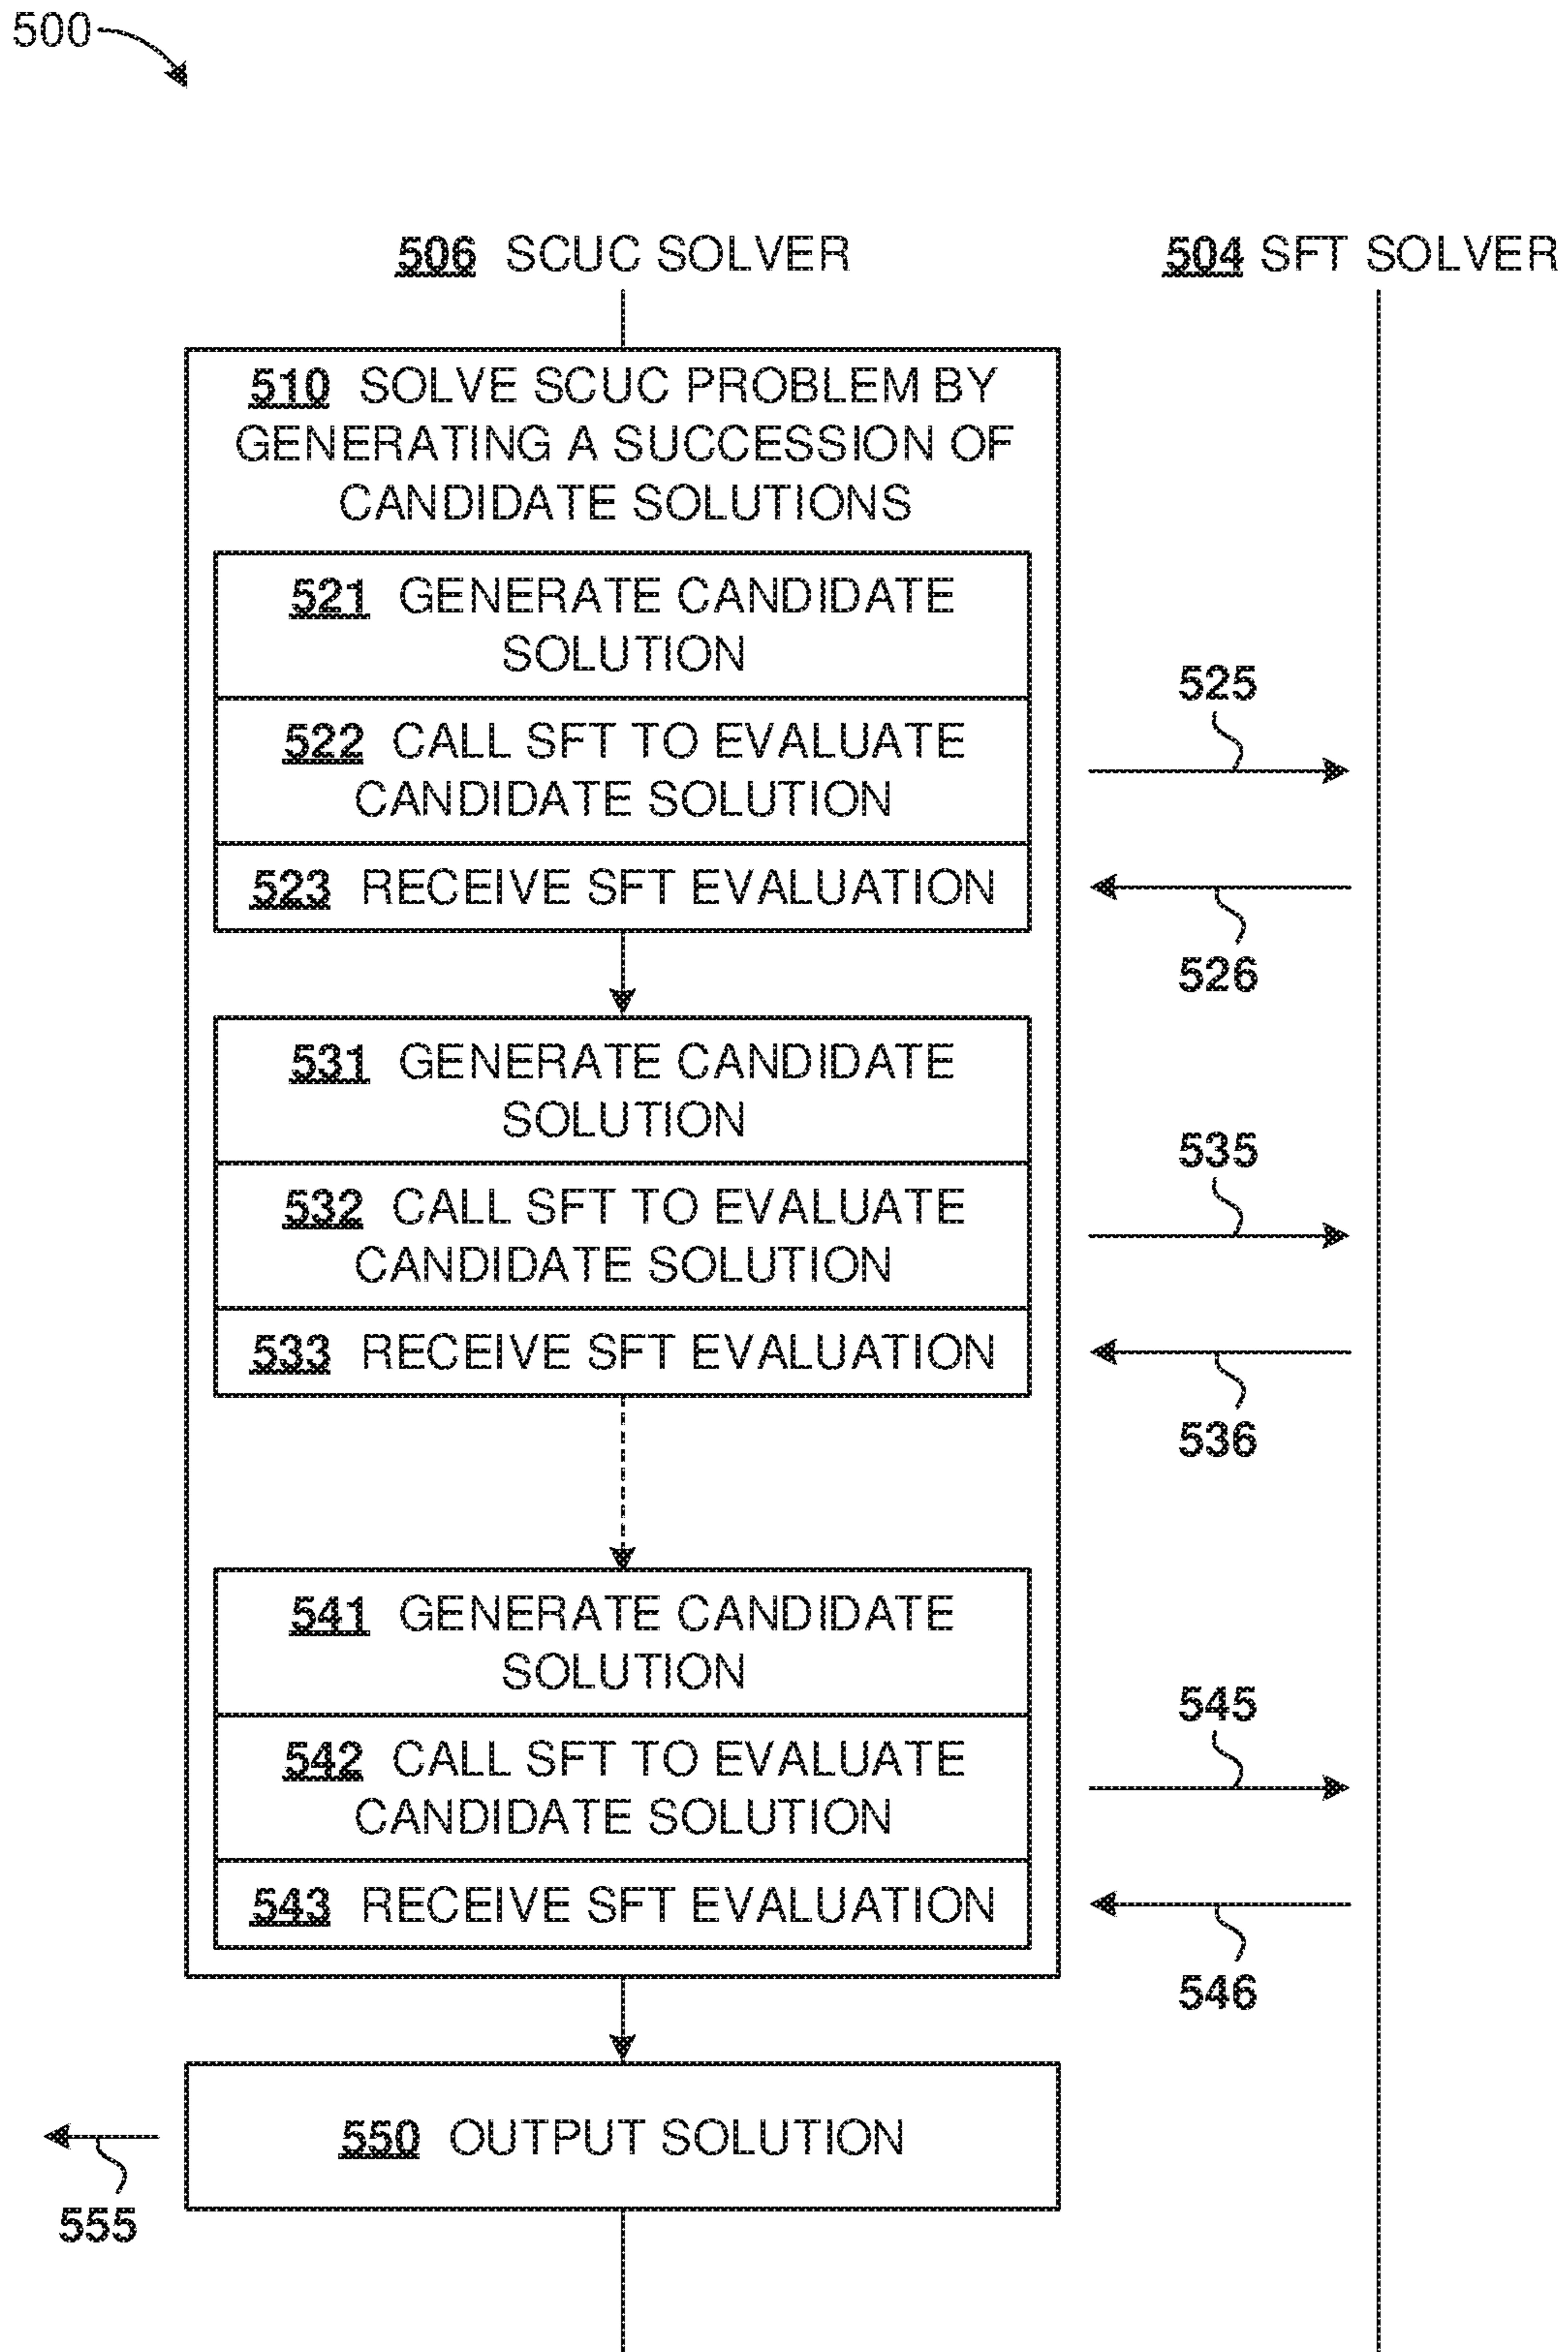 500
506 SCUC SOLVER
504 SFT SOLVER
510 SOLVE SCUC PROBLEM BY
GENERATING A SUCCESSION OF
CANDIDATE SOLUTIONS
521 GENERATE CANDIDATE
SOLUTION
522 CALL SFT TO EVALUATE
CANDIDATE SOLUTION
525
523 RECEIVE SFT EVALUATION
526
531 GENERATE CANDIDATE
SOLUTION
532 CALL SFT TO EVALUATE
CANDIDATE SOLUTION
535
533 RECEIVE SFT EVALUATION
536
541 GENERATE CANDIDATE
SOLUTION
542 CALL SFT TO EVALUATE
CANDIDATE SOLUTION
545
543 RECEIVE SFT EVALUATION
546
550 OUTPUT SOLUTION
555